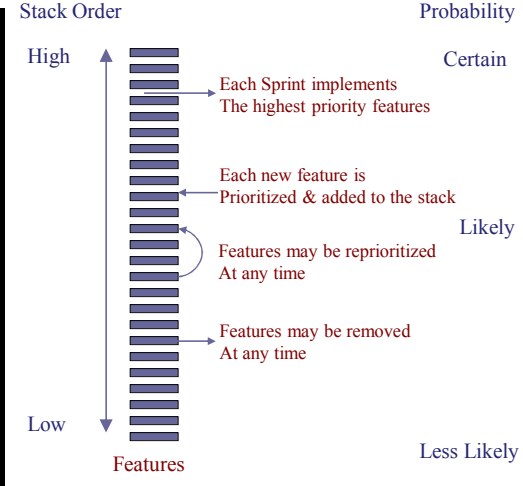 Stack Order
Probability
High
Certain
Each Sprint implements
The highest priority features
Each new feature is
Prioritized & added to the stack
Likely
Features may be reprioritized
At any time
Features may be removed
At any time
Low
Less Likely
Features